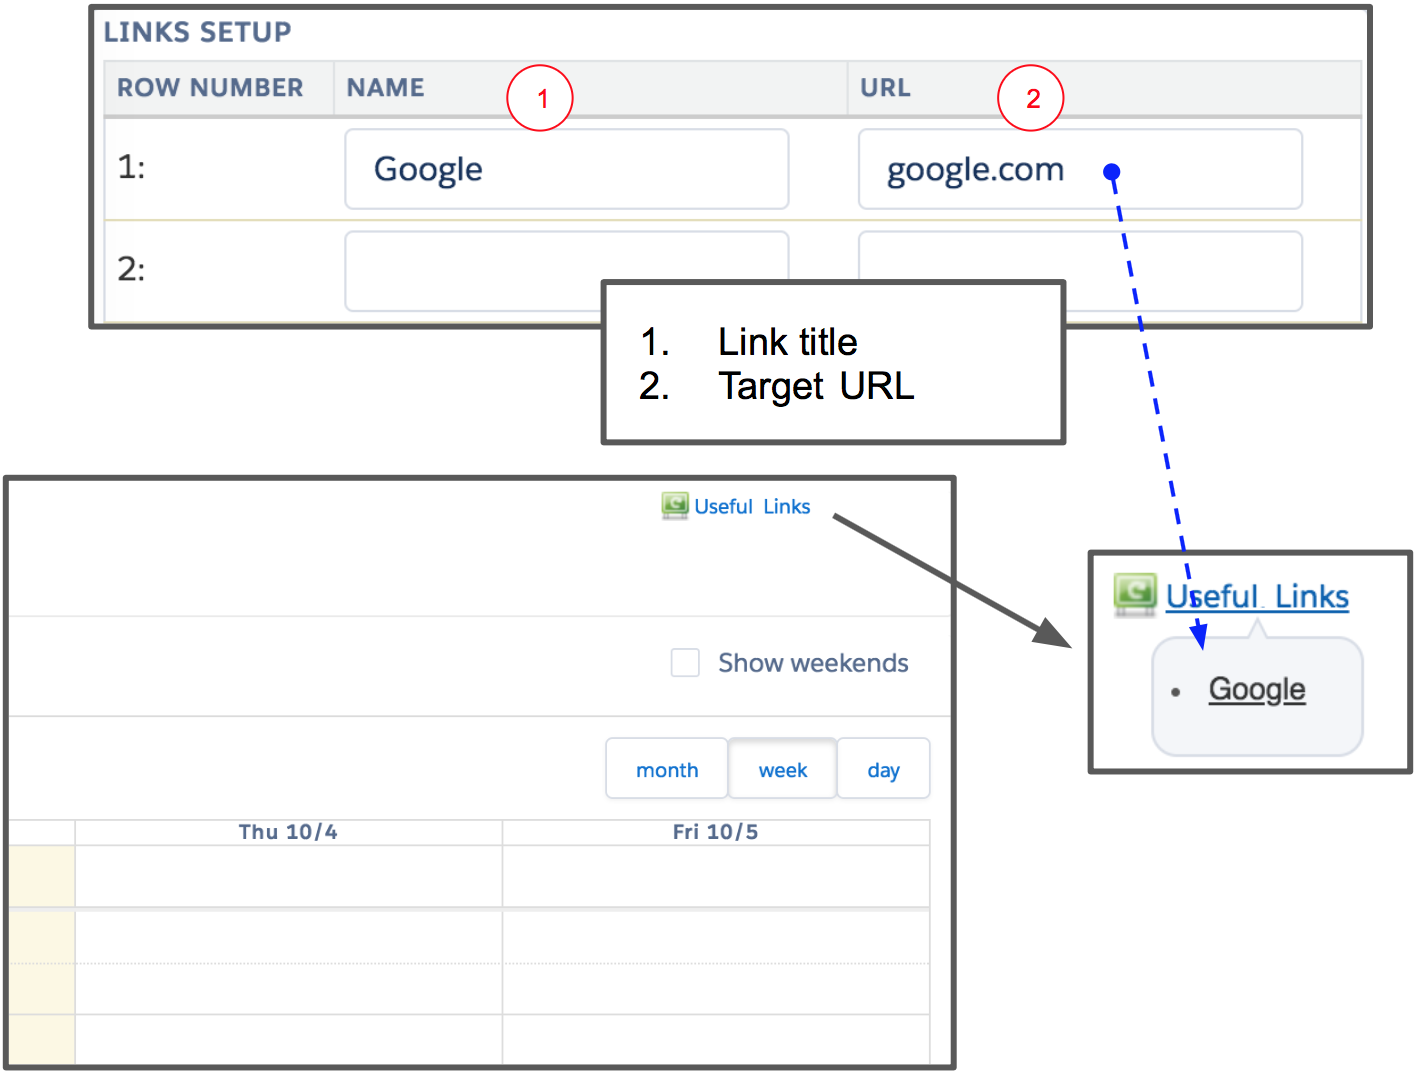 LINKS SETUP
ROW NUMBER NAME 1 URL 2
1: Google google.com
2:
1. Link title
2. Target URL
Useful Links
Show weekends
month week day
Thu 10/4 Fri 10/5
Useful Links
• Google